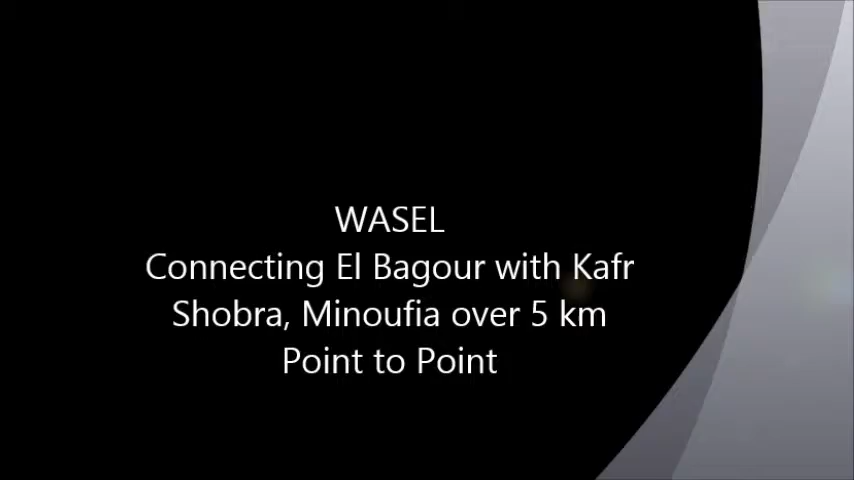 WASEL
Connecting El Bagour with Kafr
Shobra, Minoufia over 5 km
Point to Point